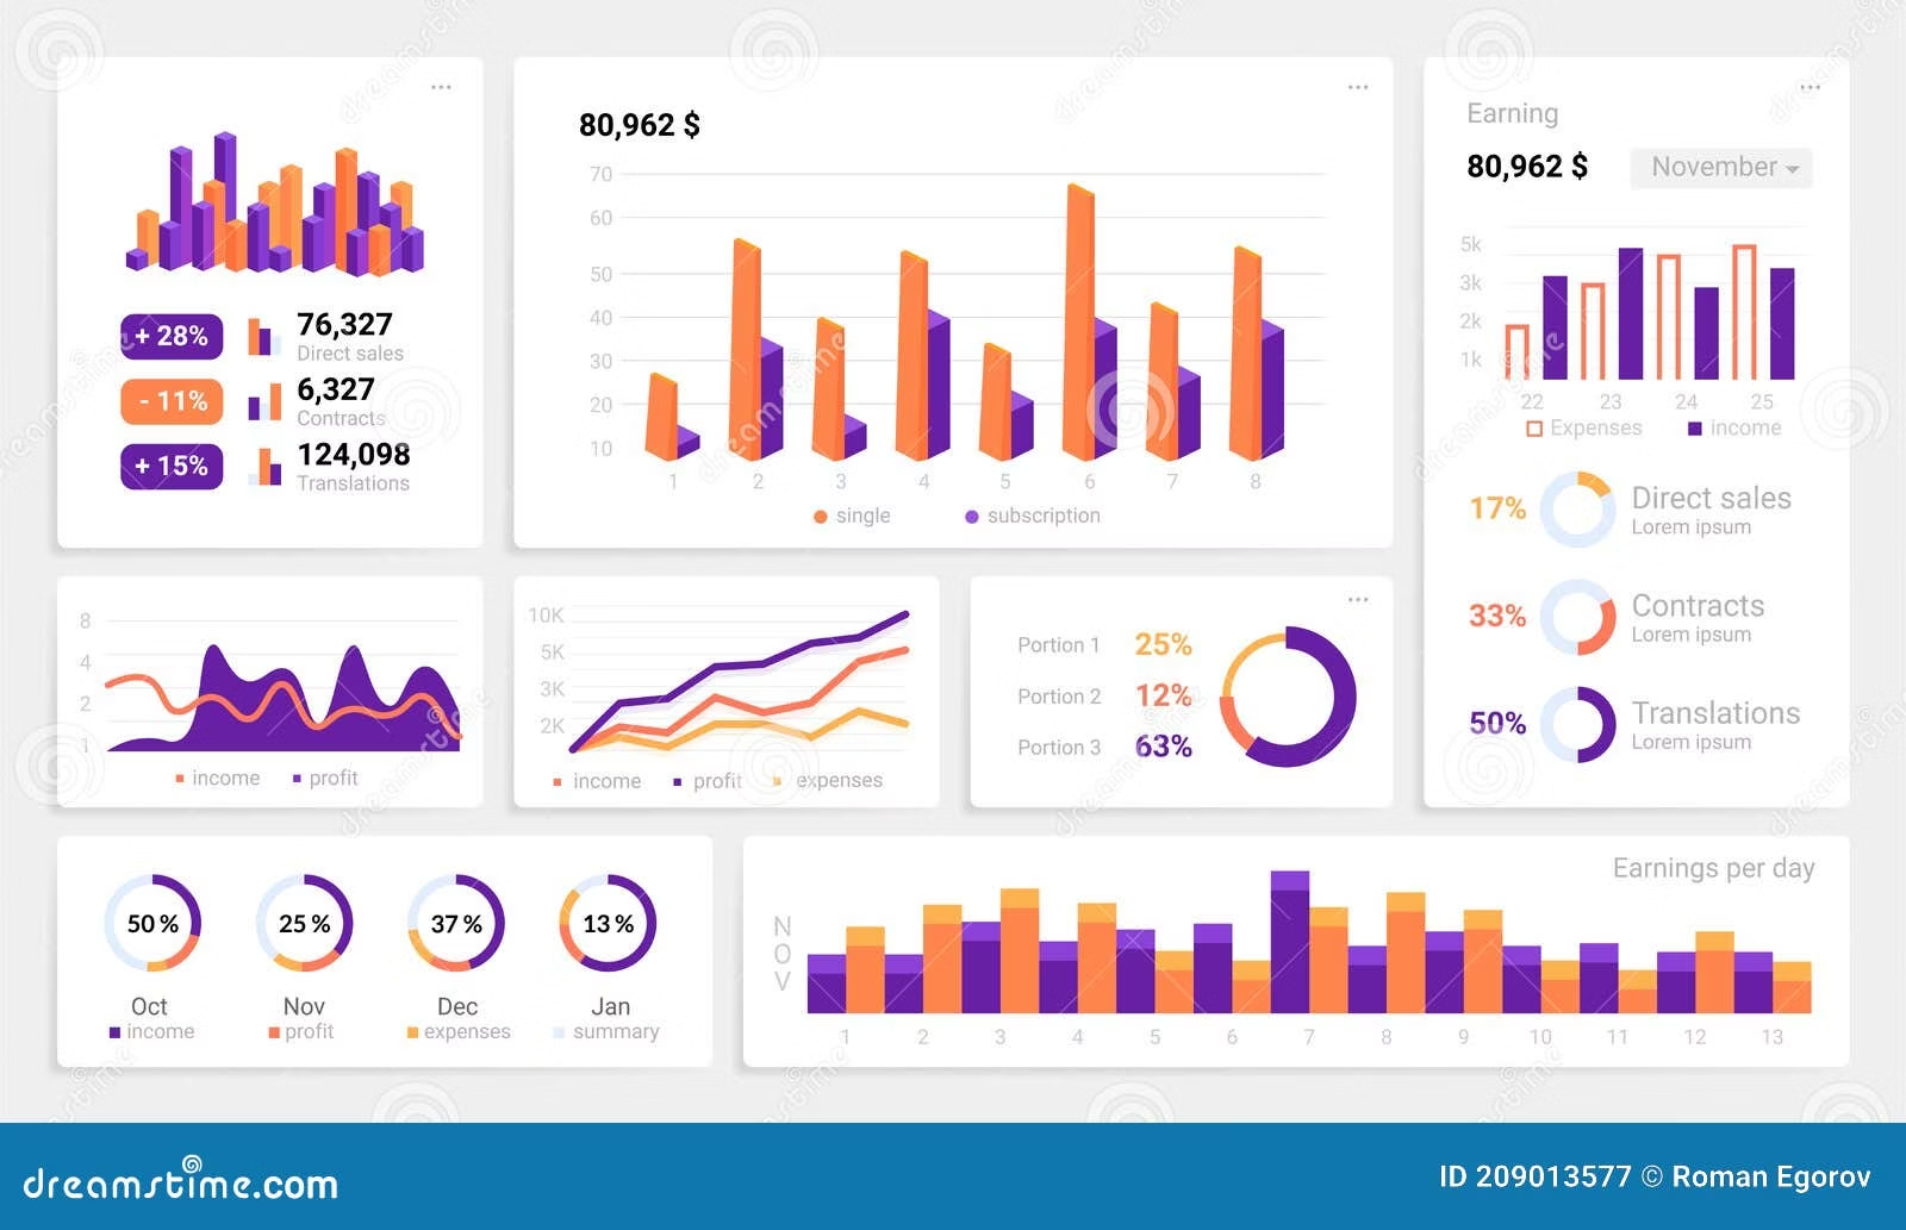 + 28%
76,327
Direct sales
- 11%
6,327
Contracts
+ 15%
124,098
Translations
80,962 $
70
60
50
40
30
20
10
1 2 3 4 5 6 7 8
single subscription
Earning
80,962 $ November
5k
3k
2k
1k
22 23 24 25
Expenses income
17% Direct sales
Lorem ipsum
33% Contracts
Lorem ipsum
50% Translations
Lorem ipsum
8
4
2
1
income profit
10K
5K
3K
2K
income profit expenses
Portion 1 25%
Portion 2 12%
Portion 3 63%
50 % 25 % 37 % 13 %
Oct Nov Dec Jan
income profit expenses summary
Earnings per day
N
O
V
1 2 3 4 5 6 7 8 9 10 11 12 13
dreamstime.com
ID 209013577 © Roman Egorov